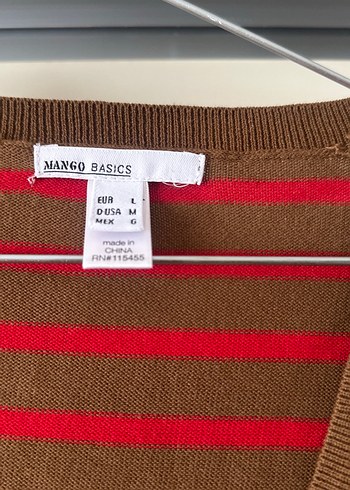 MANGO BASICS
EUR L
D-USA M
MEX G
made in
CHINA
RN#115455